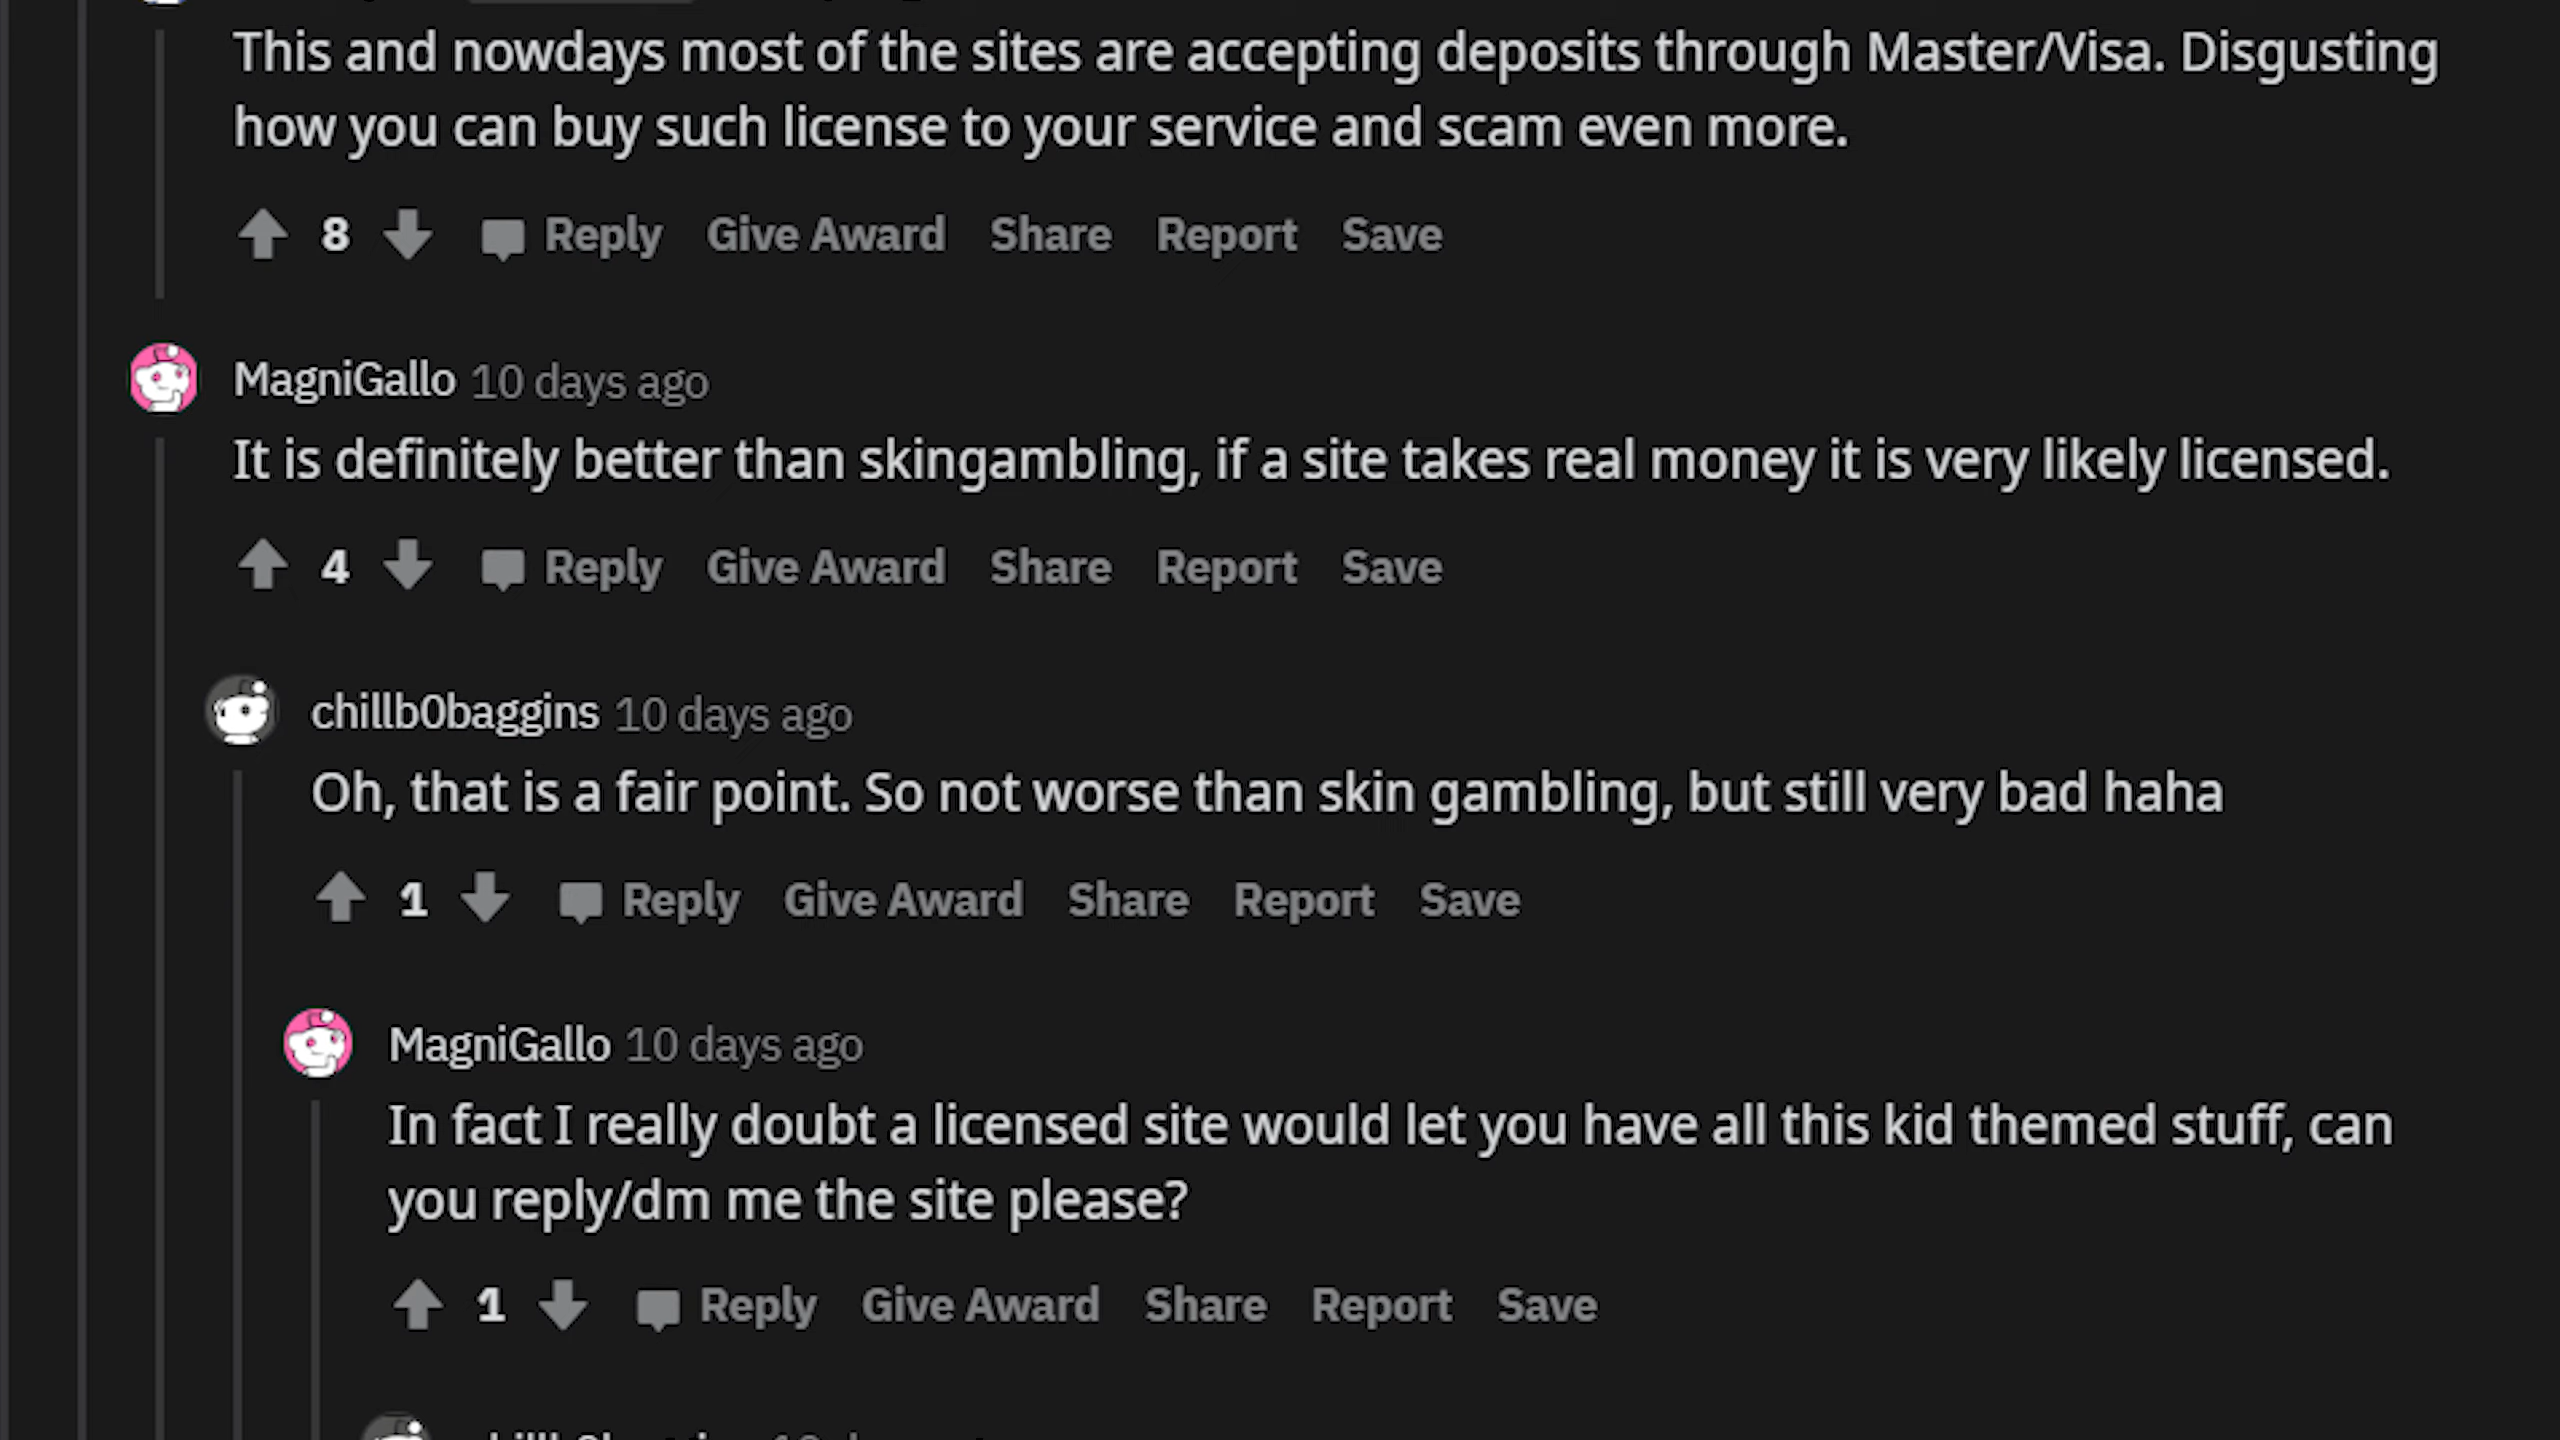 This and nowdays most of the sites are accepting deposits through Master/Visa. Disgusting
how you can buy such license to your service and scam even more.
8 Reply Give Award Share Report Save
MagniGallo 10 days ago
It is definitely better than skingambling, if a site takes real money it is very likely licensed.
4 Reply Give Award Share Report Save
chillb0baggins 10 days ago
Oh, that is a fair point. So not worse than skin gambling, but still very bad haha
1 Reply Give Award Share Report Save
MagniGallo 10 days ago
In fact I really doubt a licensed site would let you have all this kid themed stuff, can
you reply/dm me the site please?
1 Reply Give Award Share Report Save